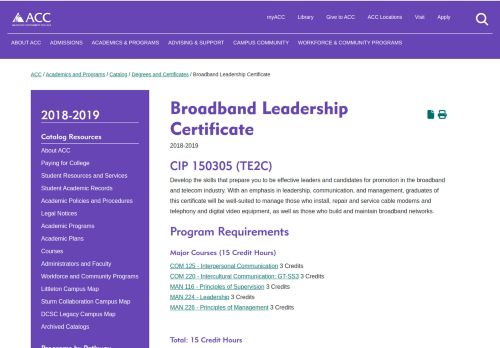 ACC
myACC Library Give to ACC ACC Locations Visit Apply
ABOUT ACC ADMISSIONS ACADEMICS & PROGRAMS ADVISING & SUPPORT CAMPUS COMMUNITY WORKFORCE & COMMUNITY PROGRAMS
ACC / Academics and Programs / Catalog / Degrees and Certificates / Broadband Leadership Certificate
2018-2019
Catalog Resources
About ACC
Paying for College
Student Resources and Services
Student Academic Records
Academic Policies and Procedures
Legal Notices
Academic Programs
Academic Plans
Courses
Administrators and Faculty
Workforce and Community Programs
Littleton Campus Map
Sturm Collaboration Campus Map
DCSC Legacy Campus Map
Archived Catalogs
Programs by Pathway
Broadband Leadership
Certificate
2018-2019
CIP 150305 (TE2C)
Develop the skills that prepare you to be effective leaders and candidates for promotion in the broadband
and telecom industry. With an emphasis in leadership, communication, and management, graduates of
this certificate will be well-suited to manage those who install, repair and service cable modems and
telephony and digital video equipment, as well as those who build and maintain broadband networks.
Program Requirements
Major Courses (15 Credit Hours)
COM 125 - Interpersonal Communication 3 Credits
COM 220 - Intercultural Communication: GT-SS3 3 Credits
MAN 116 - Principles of Supervision 3 Credits
MAN 224 - Leadership 3 Credits
MAN 226 - Principles of Management 3 Credits
Total: 15 Credit Hours